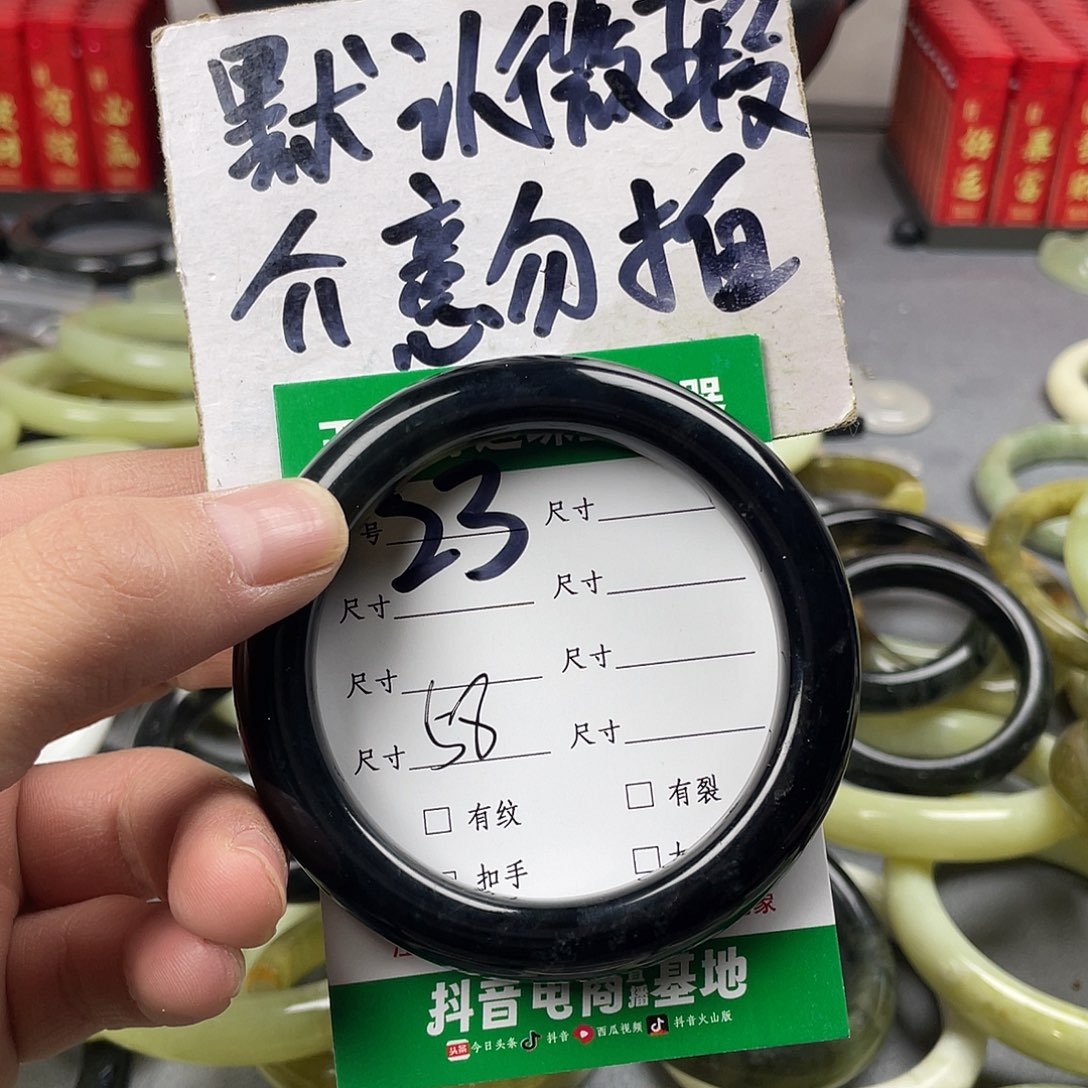 默认微瑕
介意勿拍
号 23
尺寸
尺寸
尺寸
尺寸
尺寸
尺寸 58
尺寸
有纹
有裂
扣手
抖音电商直播基地
今日头条 抖音 西瓜视频 抖音火山版